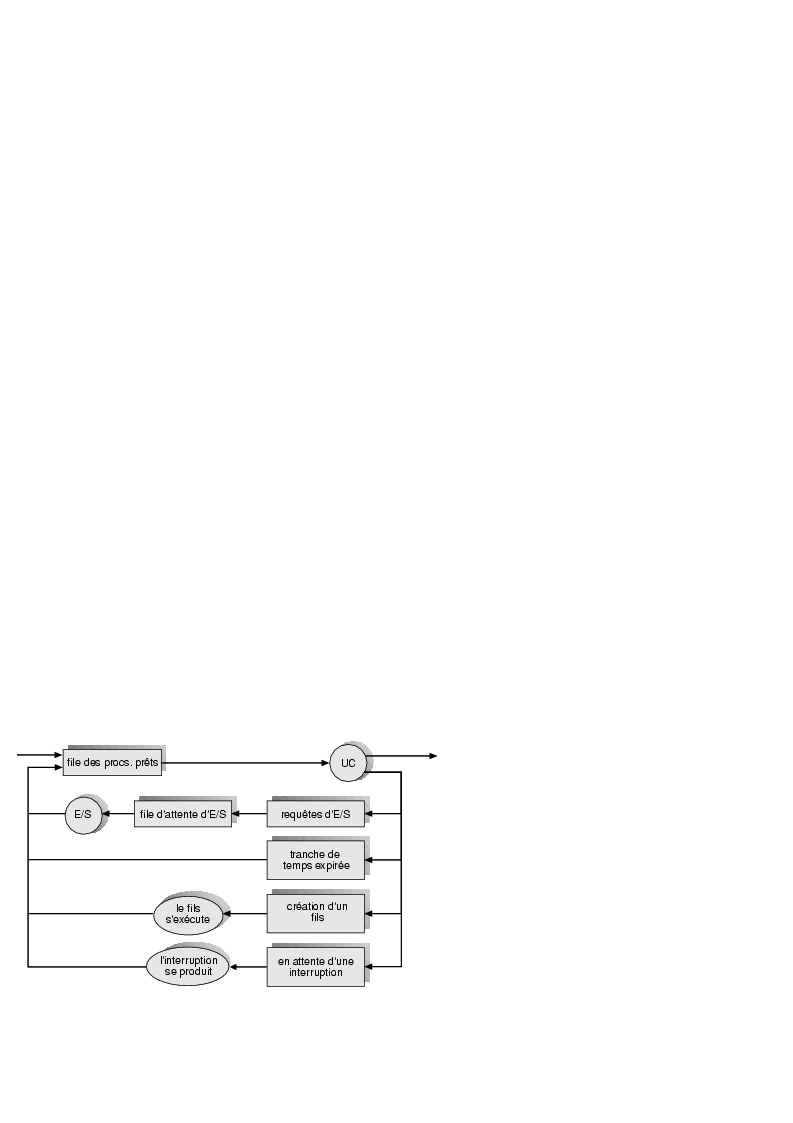 file des procs. prêts
UC
E/S
file d'attente d'E/S
requêtes d'E/S
tranche de
temps expirée
le fils
s'exécute
création d'un
fils
l'interruption
se produit
en attente d'une
interruption